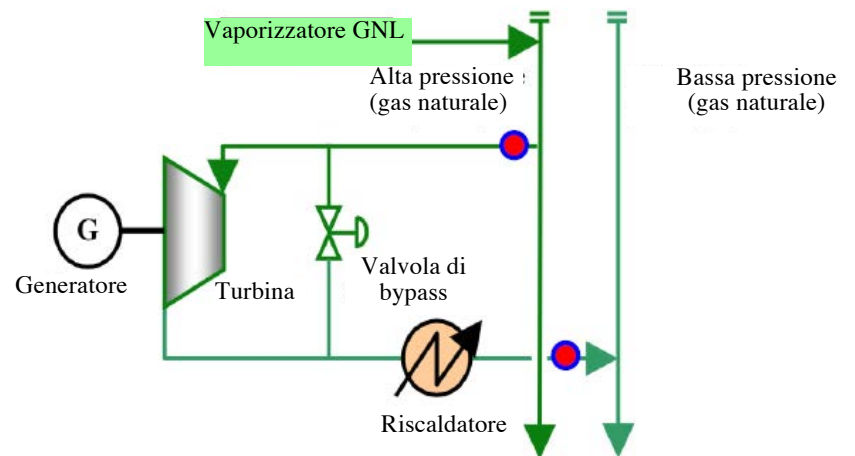 Vaporizzatore GNL
Alta pressione
(gas naturale)
Bassa pressione
(gas naturale)
G
Generatore
Turbina
Valvola di
bypass
Riscaldatore